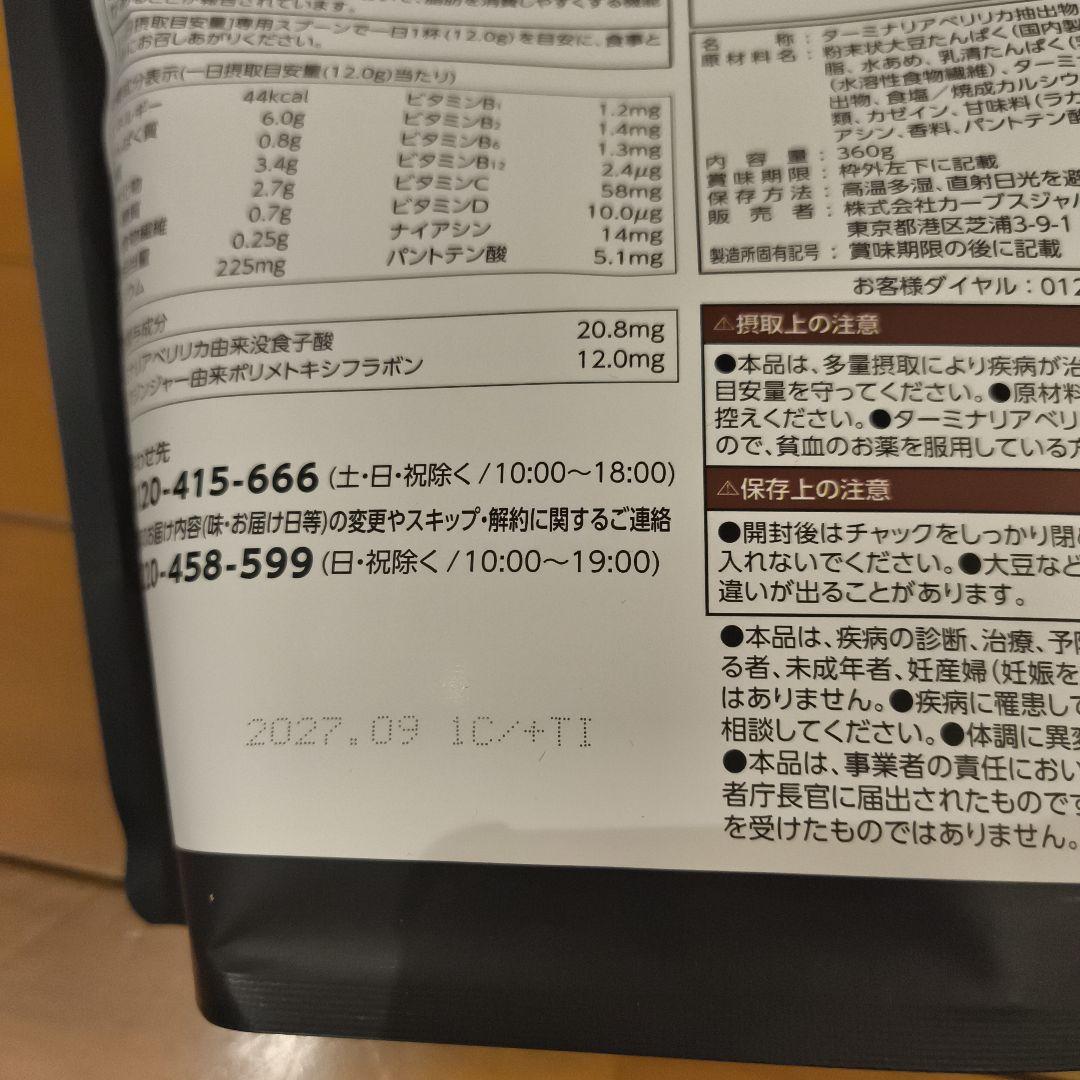 摂取目安量]専用スプーンで一日1杯(12.0g)を目安に、食事と
にお召しあがりください。
成分表示(一日摂取目安量(12.0g)当たり)
ルギー 44kcal
ぱく質 6.0g
0.8g
3.4g
2.7g
繊維 0.7g
0.25g
ウム 225mg
ビタミンB1 1.2mg
ビタミンB2 1.4mg
ビタミンB6 1.3mg
ビタミンB12 2.4μg
ビタミンC 58mg
ビタミンD 10.0μg
ナイアシン 14mg
パントテン酸 5.1mg
成分
リアベリリカ由来没食子酸 20.8mg
ジンジャー由来ポリメトキシフラボン 12.0mg
わせ先
20-415-666 (土・日・祝除く/10:00〜18:00)
お届け内容(味・お届け日等)の変更やスキップ・解約に関するご連絡
20-458-599 (日・祝除く/10:00〜19:00)
2027.09 1C/+TI
名称:ターミナリアベリリカ抽出物
原材料名:粉末状大豆たんぱく(国内製
脂、水あめ、乳清たんぱく
(水溶性食物繊維)、ターミナ
出物、食塩/焼成カルシウ
類、カゼイン、甘味料(ラカ
アシン、香料、パントテン酸
内容量:360g
賞味期限:枠外左下に記載
保存方法:高温多湿、直射日光を避
販売者:株式会社カーブスジャ
東京都港区芝浦3-9-1
製造所固有記号:賞味期限の後に記載
お客様ダイヤル:012
⚠摂取上の注意
●本品は、多量摂取により疾病が治
目安量を守ってください。●原材料
控えください。●ターミナリアベリ
ので、貧血のお薬を服用している方
⚠保存上の注意
●開封後はチャックをしっかり閉
入れないでください。●大豆など
違いが出ることがあります。
●本品は、疾病の診断、治療、予防
る者、未成年者、妊産婦(妊娠を
はありません。●疾病に罹患して
相談してください。●体調に異変
●本品は、事業者の責任におい
者庁長官に届出されたものです
を受けたものではありません。